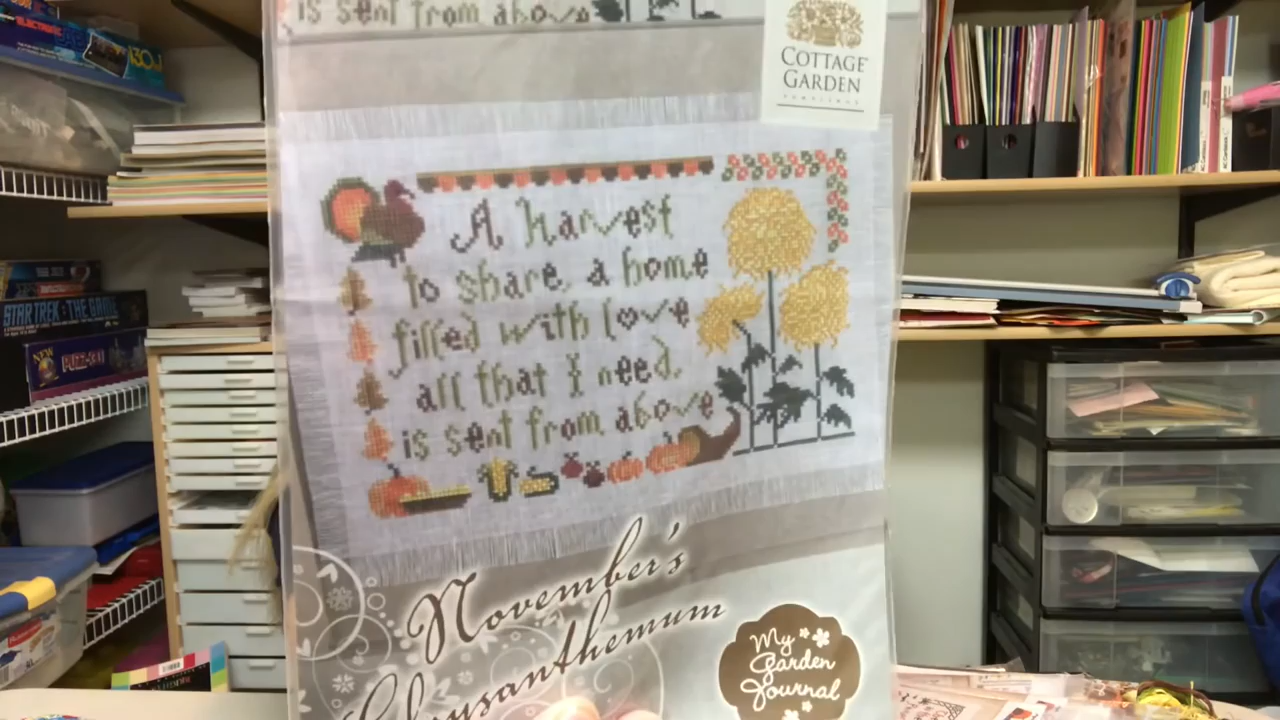 is sent from above
COTTAGE
GARDEN
A harvest
to share, a home
filled with love
all that I need,
is sent from above
November's
Chrysanthemum
My
Garden
Journal
STAR TREK: THE GAME
130